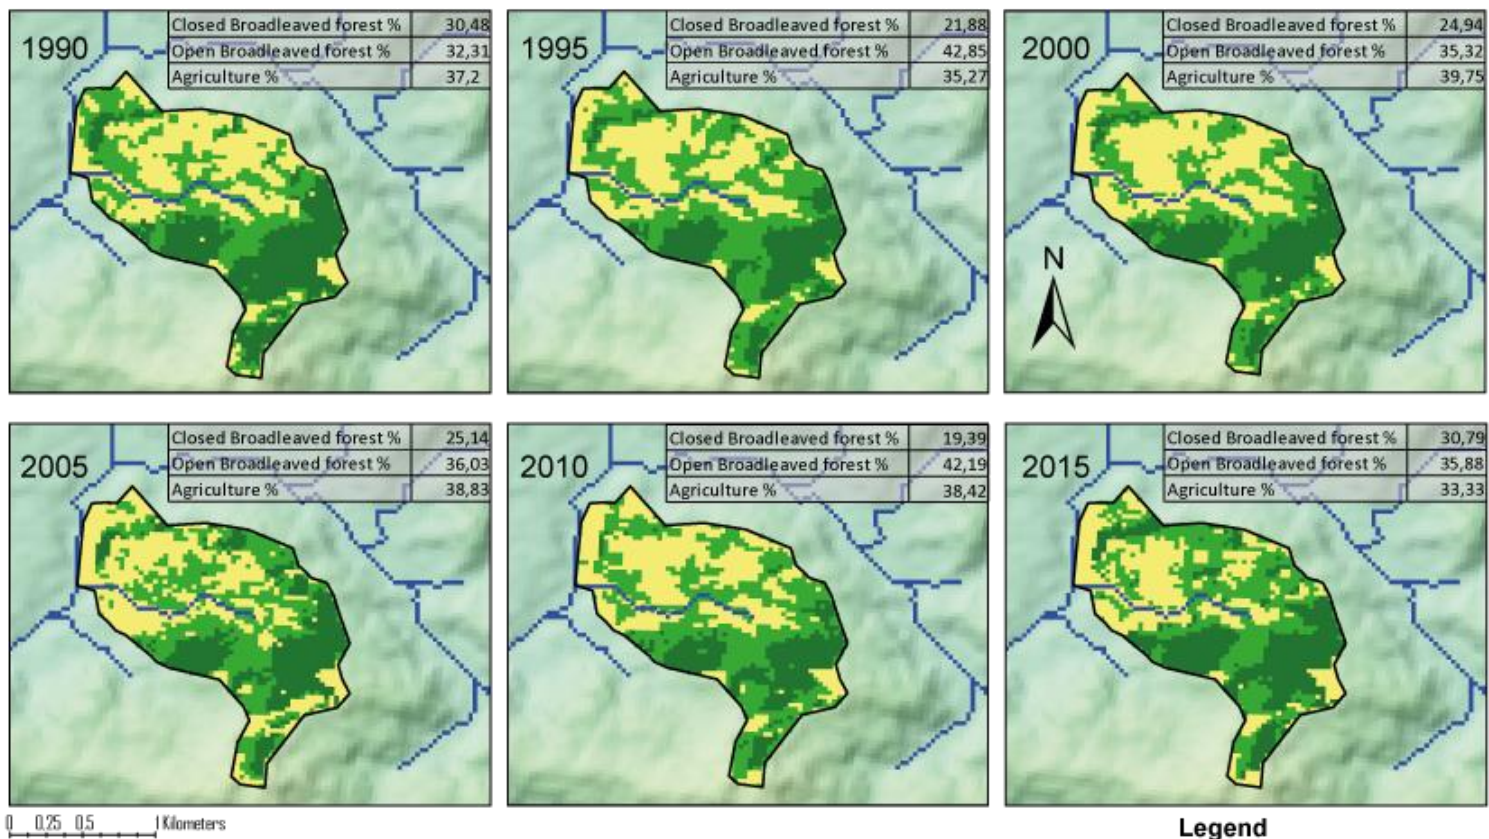 1990
Closed Broadleaved forest % 30,48
Open Broadleaved forest % 32,31
Agriculture % 37,2
1995
Closed Broadleaved forest % 21,88
Open Broadleaved forest % 42,85
Agriculture % 35,27
2000
Closed Broadleaved forest % 24,94
Open Broadleaved forest % 35,32
Agriculture % 39,75
N
2005
Closed Broadleaved forest % 25,14
Open Broadleaved forest % 36,03
Agriculture % 38,83
2010
Closed Broadleaved forest % 19,39
Open Broadleaved forest % 42,19
Agriculture % 38,42
2015
Closed Broadleaved forest % 30,79
Open Broadleaved forest % 35,88
Agriculture % 33,33
0 0,25 0,5 1 Kilometers
Legend